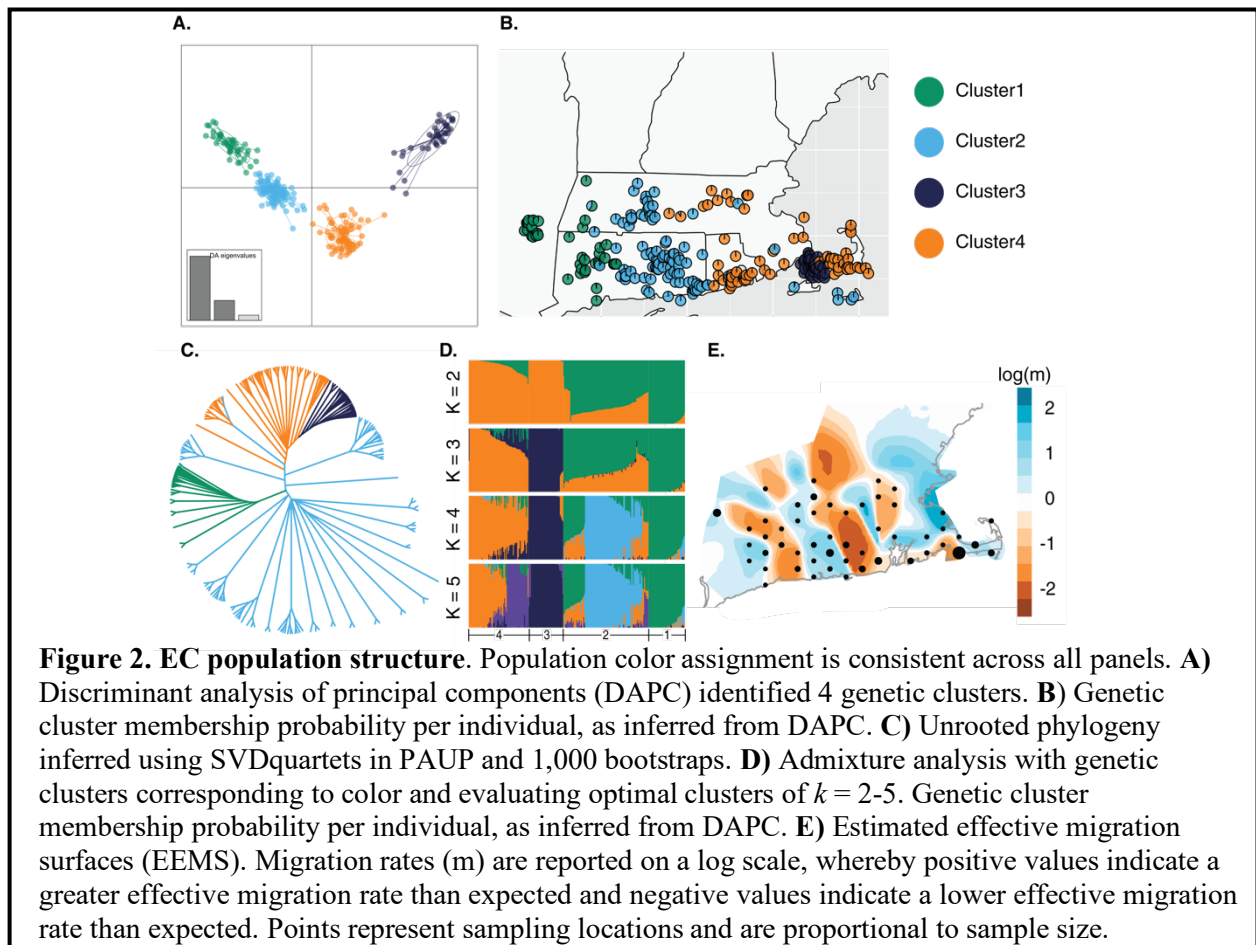 A.
B.
DA eigenvalues
Cluster1
Cluster2
Cluster3
Cluster4
C.
D.
E.
K = 2
K = 3
K = 4
K = 5
4
3
2
1
log(m)
2
1
0
-1
-2
Figure 2. EC population structure. Population color assignment is consistent across all panels. A)
Discriminant analysis of principal components (DAPC) identified 4 genetic clusters. B) Genetic
cluster membership probability per individual, as inferred from DAPC. C) Unrooted phylogeny
inferred using SVDquartets in PAUP and 1,000 bootstraps. D) Admixture analysis with genetic
clusters corresponding to color and evaluating optimal clusters of k = 2-5. Genetic cluster
membership probability per individual, as inferred from DAPC. E) Estimated effective migration
surfaces (EEMS). Migration rates (m) are reported on a log scale, whereby positive values indicate a
greater effective migration rate than expected and negative values indicate a lower effective migration
rate than expected. Points represent sampling locations and are proportional to sample size.